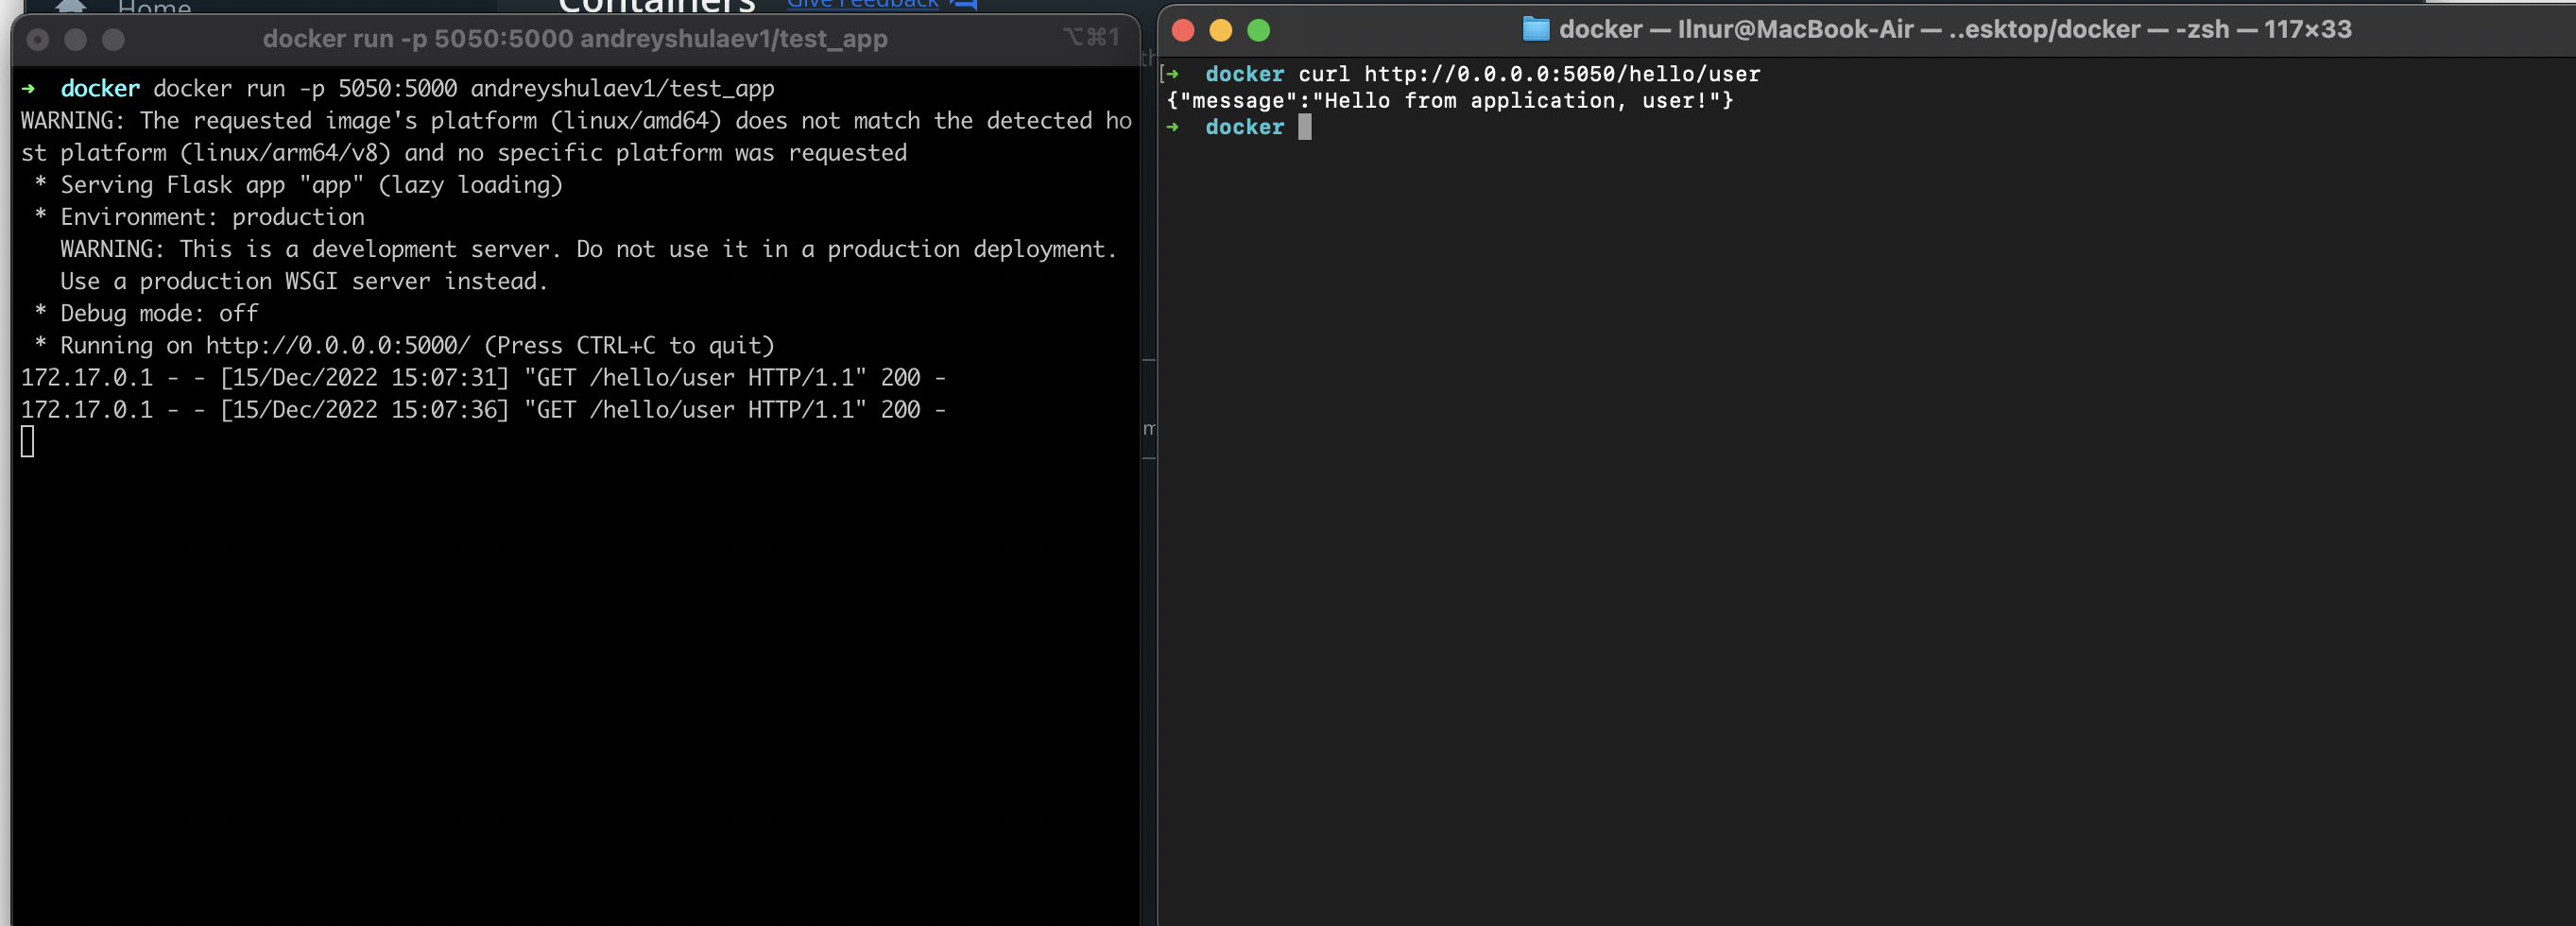 Home
Containers Give Feedback
docker run -p 5050:5000 andreyshulaev1/test_app ⌥⌘1
➜ docker docker run -p 5050:5000 andreyshulaev1/test_app
WARNING: The requested image's platform (linux/amd64) does not match the detected ho
st platform (linux/arm64/v8) and no specific platform was requested
* Serving Flask app "app" (lazy loading)
* Environment: production
WARNING: This is a development server. Do not use it in a production deployment.
Use a production WSGI server instead.
* Debug mode: off
* Running on http://0.0.0.0:5000/ (Press CTRL+C to quit)
172.17.0.1 - - [15/Dec/2022 15:07:31] "GET /hello/user HTTP/1.1" 200 -
172.17.0.1 - - [15/Dec/2022 15:07:36] "GET /hello/user HTTP/1.1" 200 -
docker — Ilnur@MacBook-Air — ..esktop/docker — -zsh — 117×33
[➜ docker curl http://0.0.0.0:5050/hello/user
{"message":"Hello from application, user!"}
➜ docker